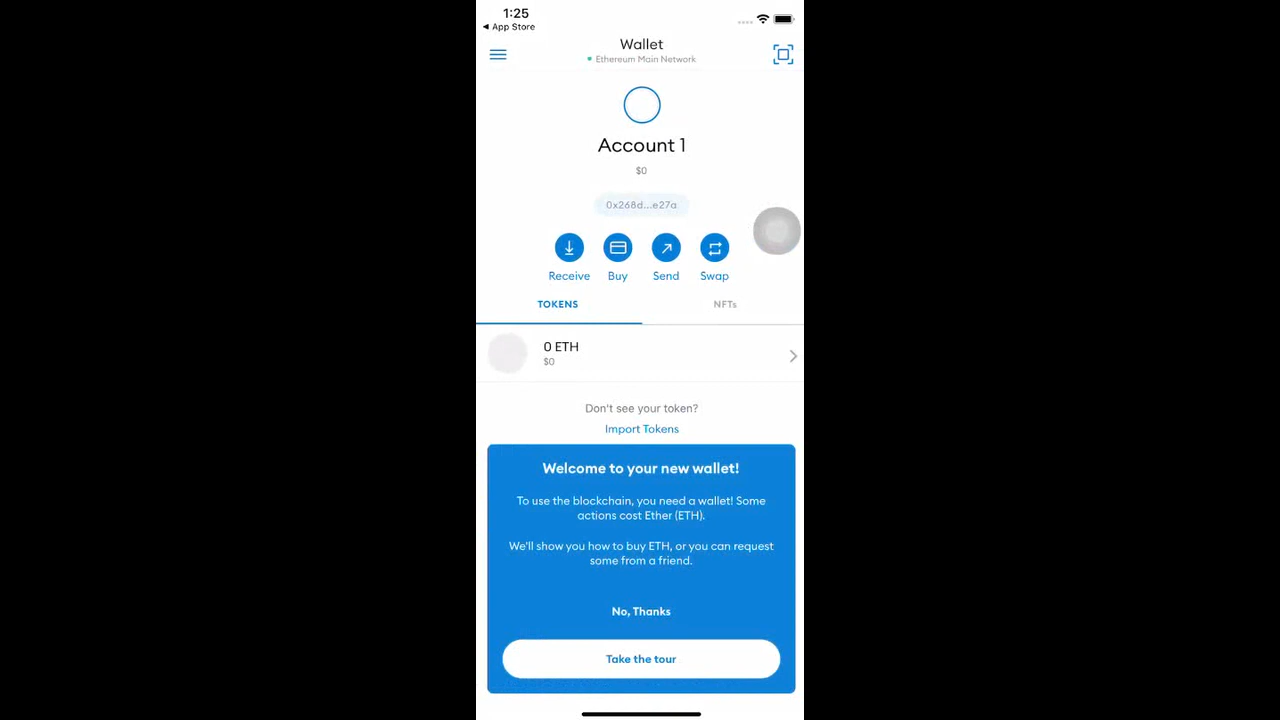 1:25
◀ App Store
Wallet
Ethereum Main Network
Account 1
$0
0x268d...e27a
Receive Buy Send Swap
TOKENS NFTs
0 ETH
$0
Don't see your token?
Import Tokens
Welcome to your new wallet!
To use the blockchain, you need a wallet! Some
actions cost Ether (ETH).
We'll show you how to buy ETH, or you can request
some from a friend.
No, Thanks
Take the tour